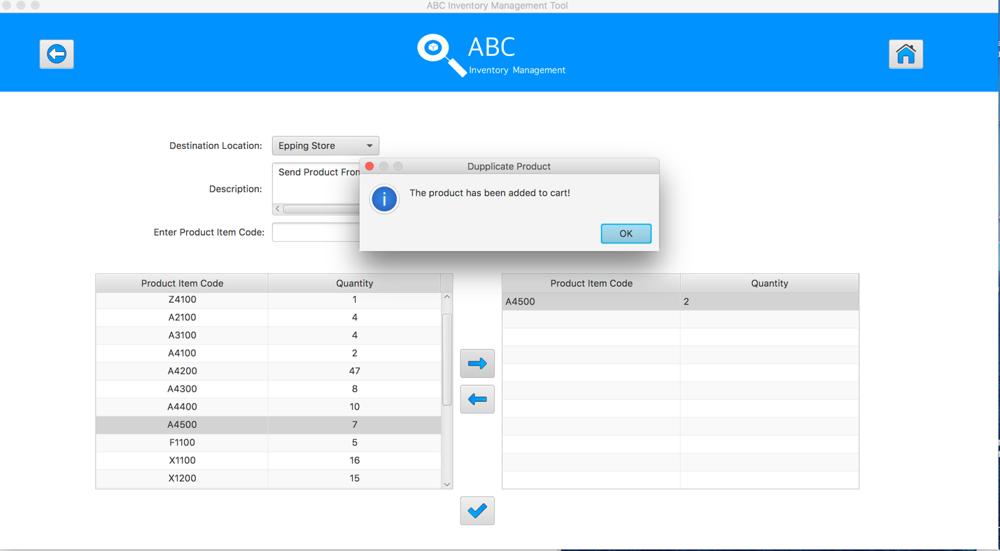 ABC Inventory Management Tool
ABC
Inventory Management
Destination Location: Epping Store
Dupplicate Product
Description: Send Product From
The product has been added to cart!
OK
Enter Product Item Code:
Product Item Code Quantity
Z4100 1
A2100 4
A3100 4
A4100 2
A4200 47
A4300 8
A4400 10
A4500 7
F1100 5
X1100 16
X1200 15
Product Item Code Quantity
A4500 2